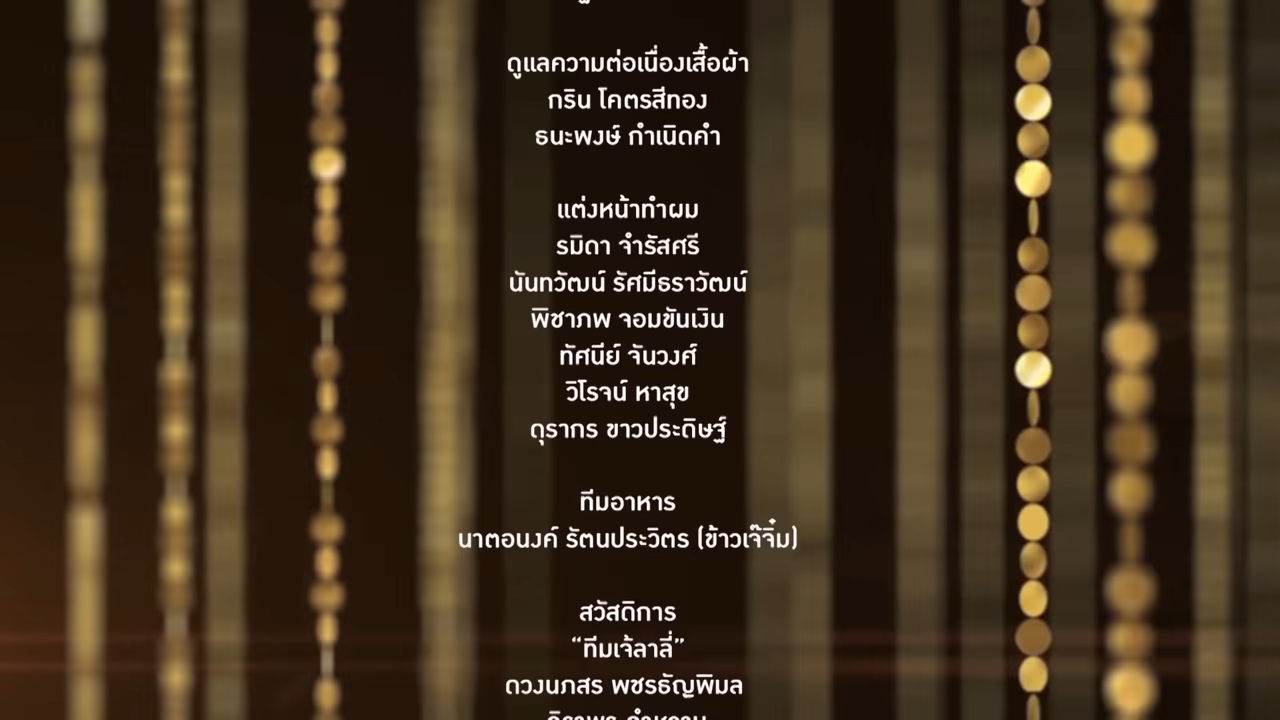 ดูแลความต่อเนื่องเสื้อผ้า
กริน โคตรสีทอง
ธนะพงษ์ กำเนิดคำ
แต่งหน้าทำผม
รมิดา จำรัสศรี
นันทวัฒน์ รัศมีธราวัฒน์
พิชาภพ จอมขันเงิน
ทัศนีย์ จันวงศ์
วิโรจน์ หาสุข
ดุรากร ขาวประดิษฐ์
ทีมอาหาร
นาตอนงค์ รัตนประวิตร (ข้าวเจ๊จิ๋ม)
สวัสดิการ
“ทีมเจ้ลาลี่”
ดวงนภสร พชรธัญพิมล